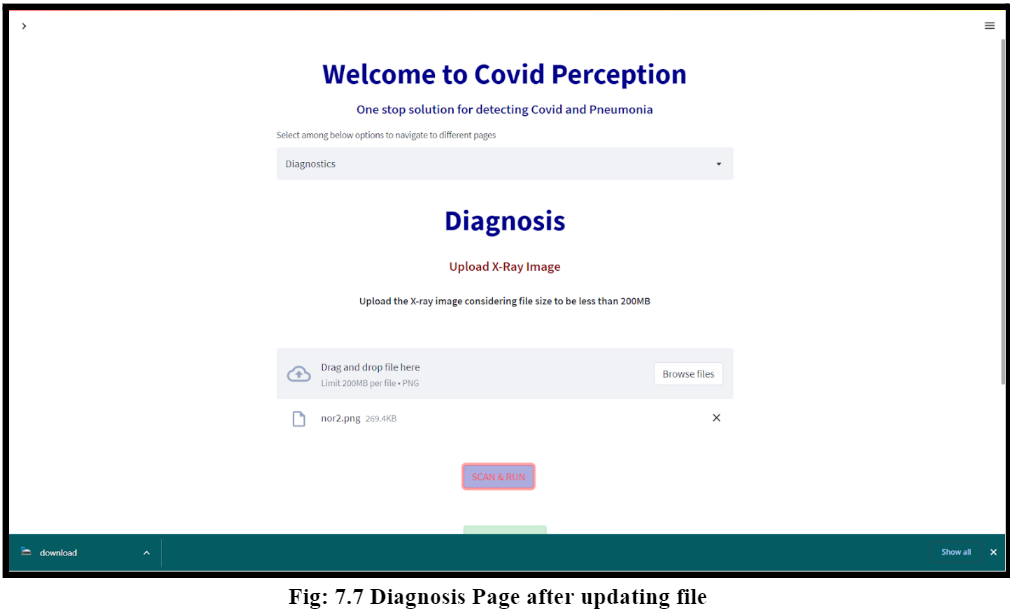 Welcome to Covid Perception
One stop solution for detecting Covid and Pneumonia
Select among below options to navigate to different pages
Diagnostics
Diagnosis
Upload X-Ray Image
Upload the X-ray image considering file size to be less than 200MB
Drag and drop file here
Limit 200MB per file • PNG
Browse files
nor2.png 269.4KB
SCAN & RUN
download
Show all
Fig: 7.7 Diagnosis Page after updating file